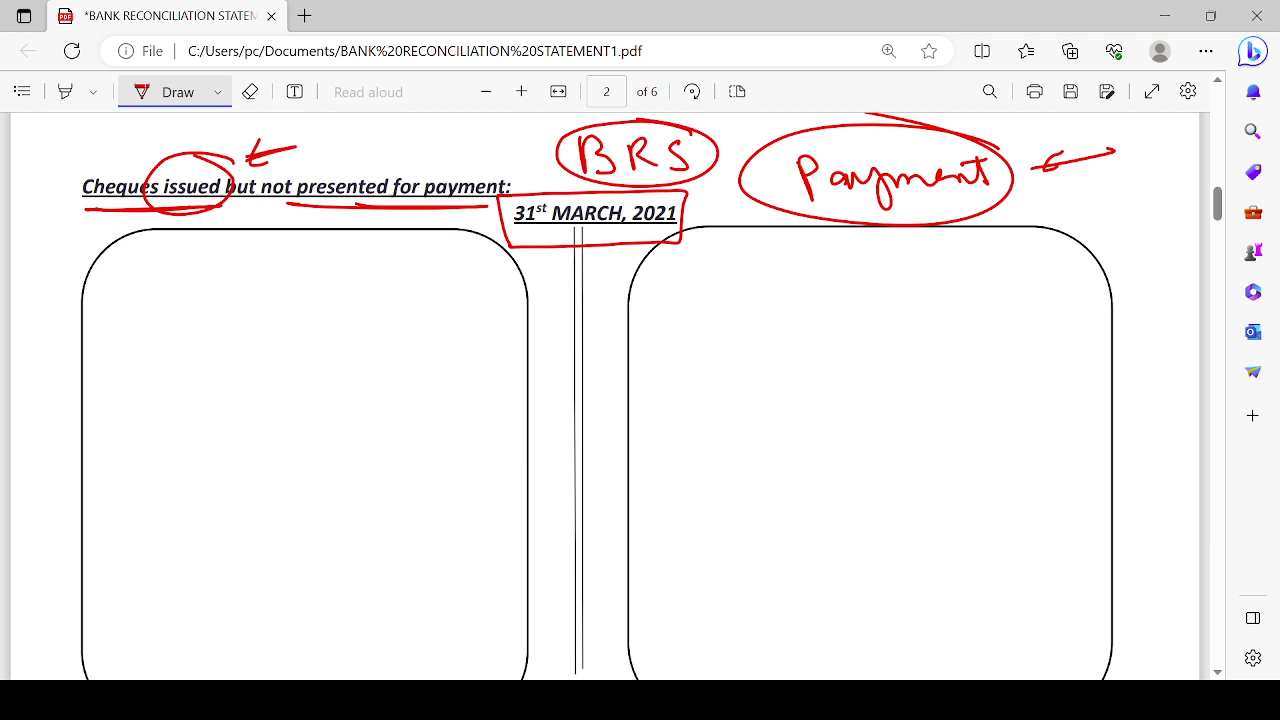 *BANK RECONCILIATION STATEM
File
C:/Users/pc/Documents/BANK%20RECONCILIATION%20STATEMENT1.pdf
Draw
Read aloud
2
of 6
BRS
Payment
Cheques issued but not presented for payment:
31st MARCH, 2021